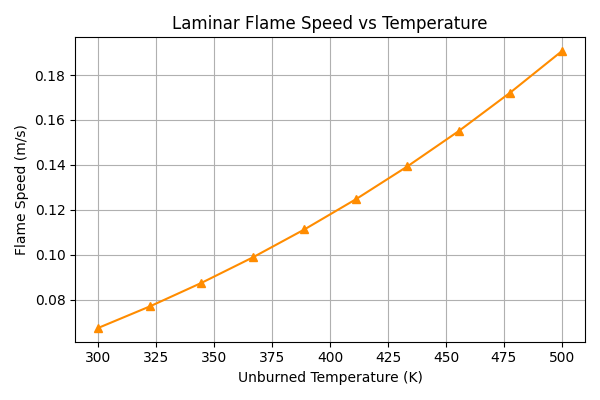 Laminar Flame Speed vs Temperature
Flame Speed (m/s)
0.18
0.16
0.14
0.12
0.10
0.08
300 325 350 375 400 425 450 475 500
Unburned Temperature (K)